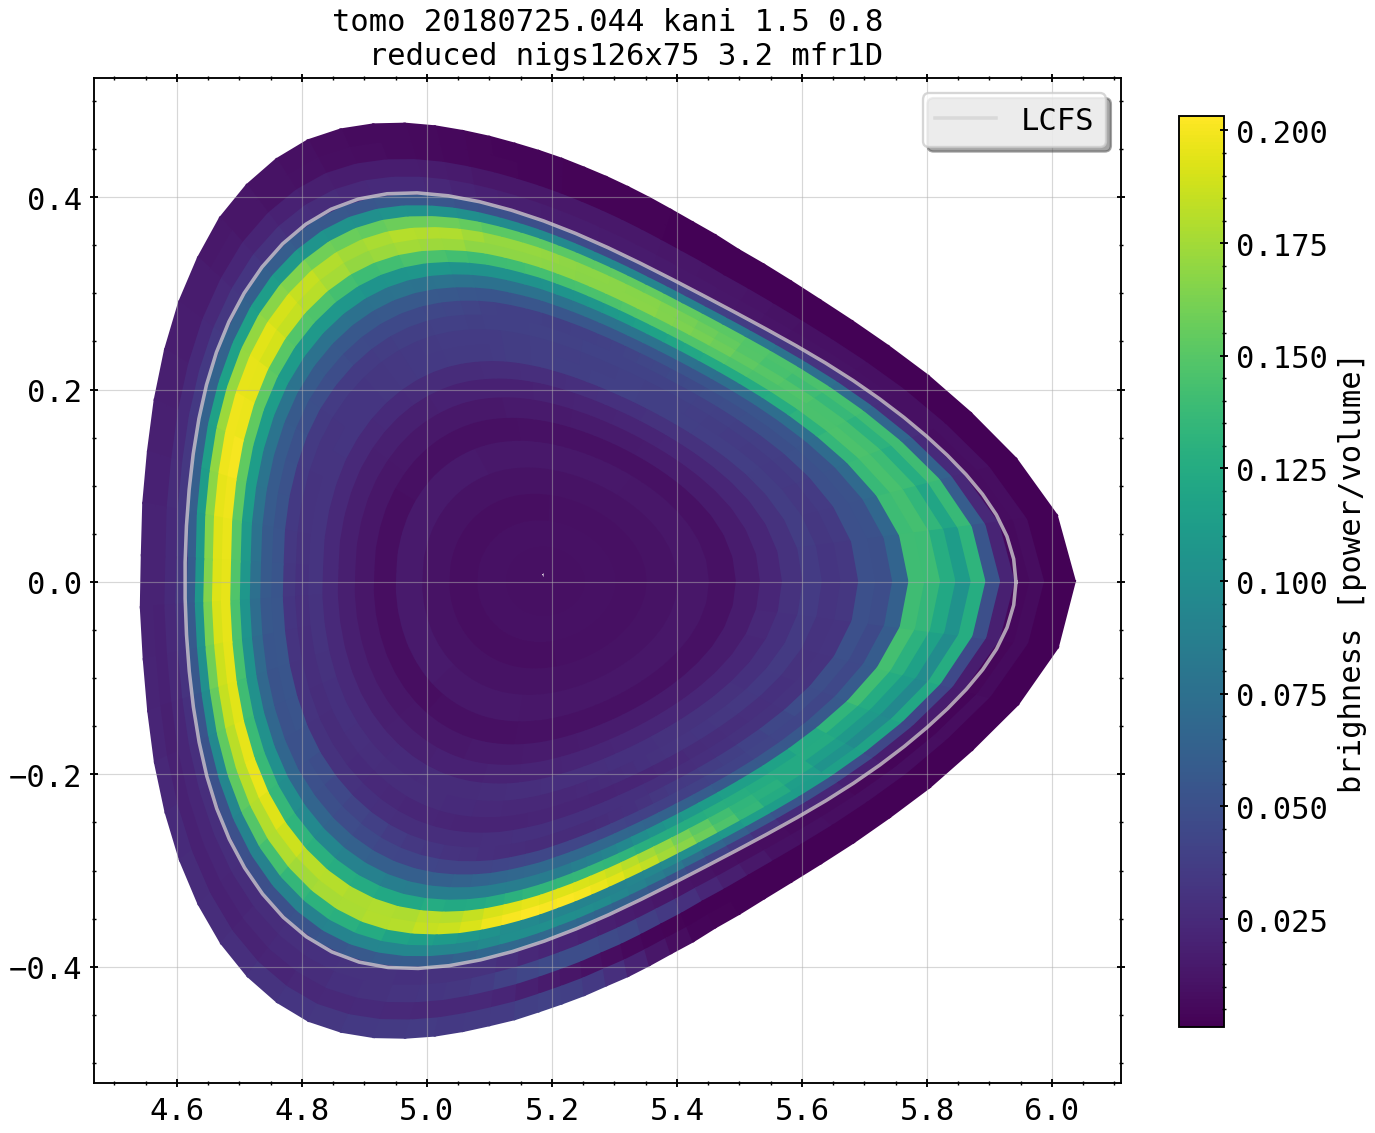 tomo 20180725.044 kani 1.5 0.8
reduced nigs126x75 3.2 mfr1D
LCFS
0.4
0.2
0.0
−0.2
−0.4
4.6 4.8 5.0 5.2 5.4 5.6 5.8 6.0
0.200
0.175
0.150
0.125
0.100
0.075
0.050
0.025
brighness [power/volume]